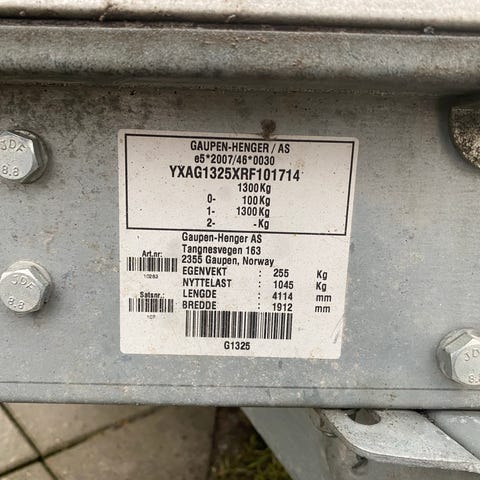 GAUPEN-HENGER / AS
e5*2007/46*0030
YXAG1325XRF101714
1300 Kg
0- 100 Kg
1- 1300 Kg
2- - Kg
Gaupen-Henger AS
Tangnesvegen 163
2355 Gaupen, Norway
Art.nr:
10263
EGENVEKT : 255 Kg
NYTTELAST : 1045 Kg
LENGDE : 4114 mm
BREDDE : 1912 mm
Satsnr.:
G1325
JDF
8.8
JDF
8.8
8.8